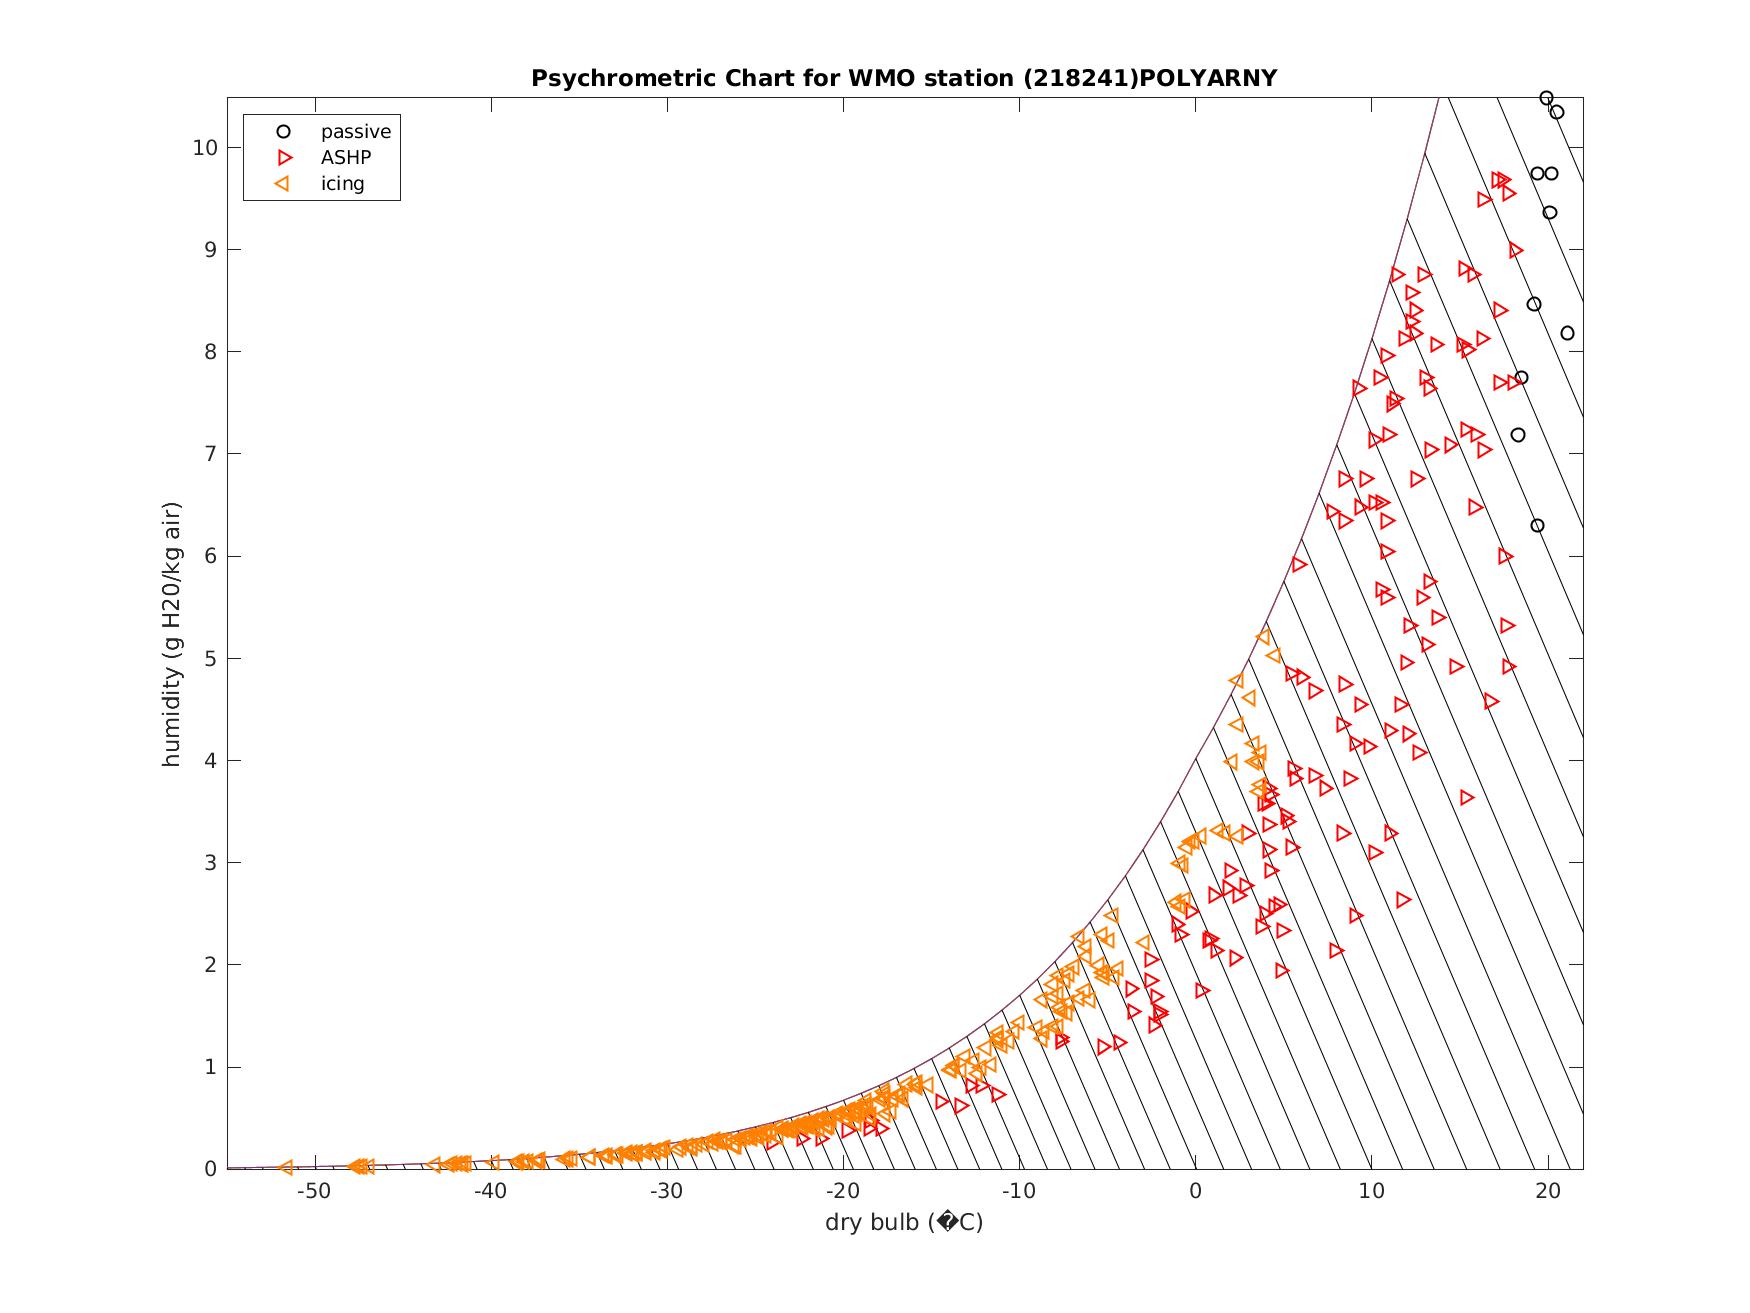 Psychrometric Chart for WMO station (218241)POLYARNY
passive
ASHP
icing
10
9
8
7
6
5
4
3
2
1
0
humidity (g H20/kg air)
-50 -40 -30 -20 -10 0 10 20
dry bulb (�C)